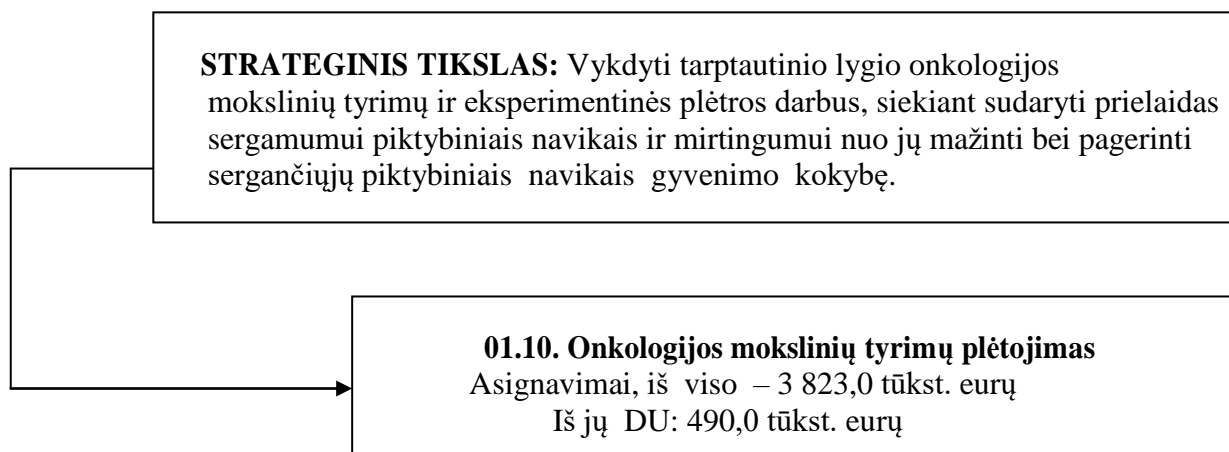 STRATEGINIS TIKSLAS: Vykdyti tarptautinio lygio onkologijos
mokslinių tyrimų ir eksperimentinės plėtros darbus, siekiant sudaryti prielaidas
sergamumui piktybiniais navikais ir mirtingumui nuo jų mažinti bei pagerinti
sergančiųjų piktybiniais navikais gyvenimo kokybę.
01.10. Onkologijos mokslinių tyrimų plėtojimas
Asignavimai, iš viso – 3 823,0 tūkst. eurų
Iš jų DU: 490,0 tūkst. eurų